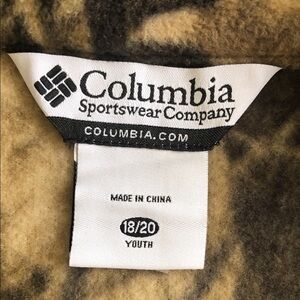 Columbia
Sportswear Company
COLUMBIA.COM
MADE IN CHINA
18/20
YOUTH